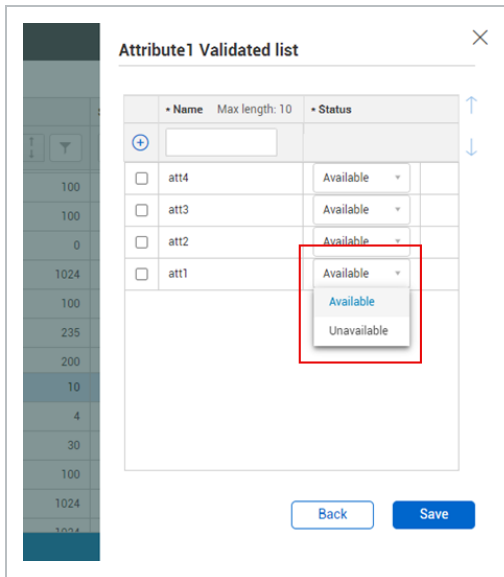 Attribute1 Validated list
• Name Max length: 10 • Status
att4 Available
att3 Available
att2 Available
att1 Available
Available
Unavailable
Back Save
100
100
0
1024
100
235
200
10
4
30
100
1024
1024